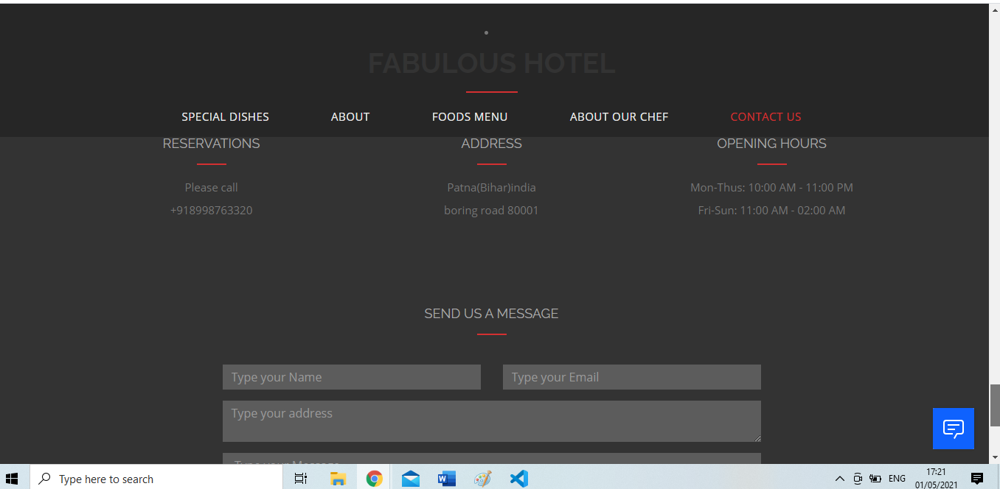 FABULOUS HOTEL
SPECIAL DISHES ABOUT FOODS MENU ABOUT OUR CHEF CONTACT US
RESERVATIONS ADDRESS OPENING HOURS
Please call Patna(Bihar)india Mon-Thus: 10:00 AM - 11:00 PM
+918998763320 boring road 80001 Fri-Sun: 11:00 AM - 02:00 AM
SEND US A MESSAGE
Type your Name Type your Email
Type your address
Type your Message
Type here to search ENG 17:21
01/05/2021